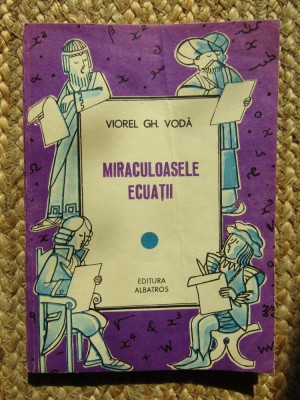 VIOREL GH. VODĂ
MIRACULOASELE
ECUAȚII
EDITURA
ALBATROS